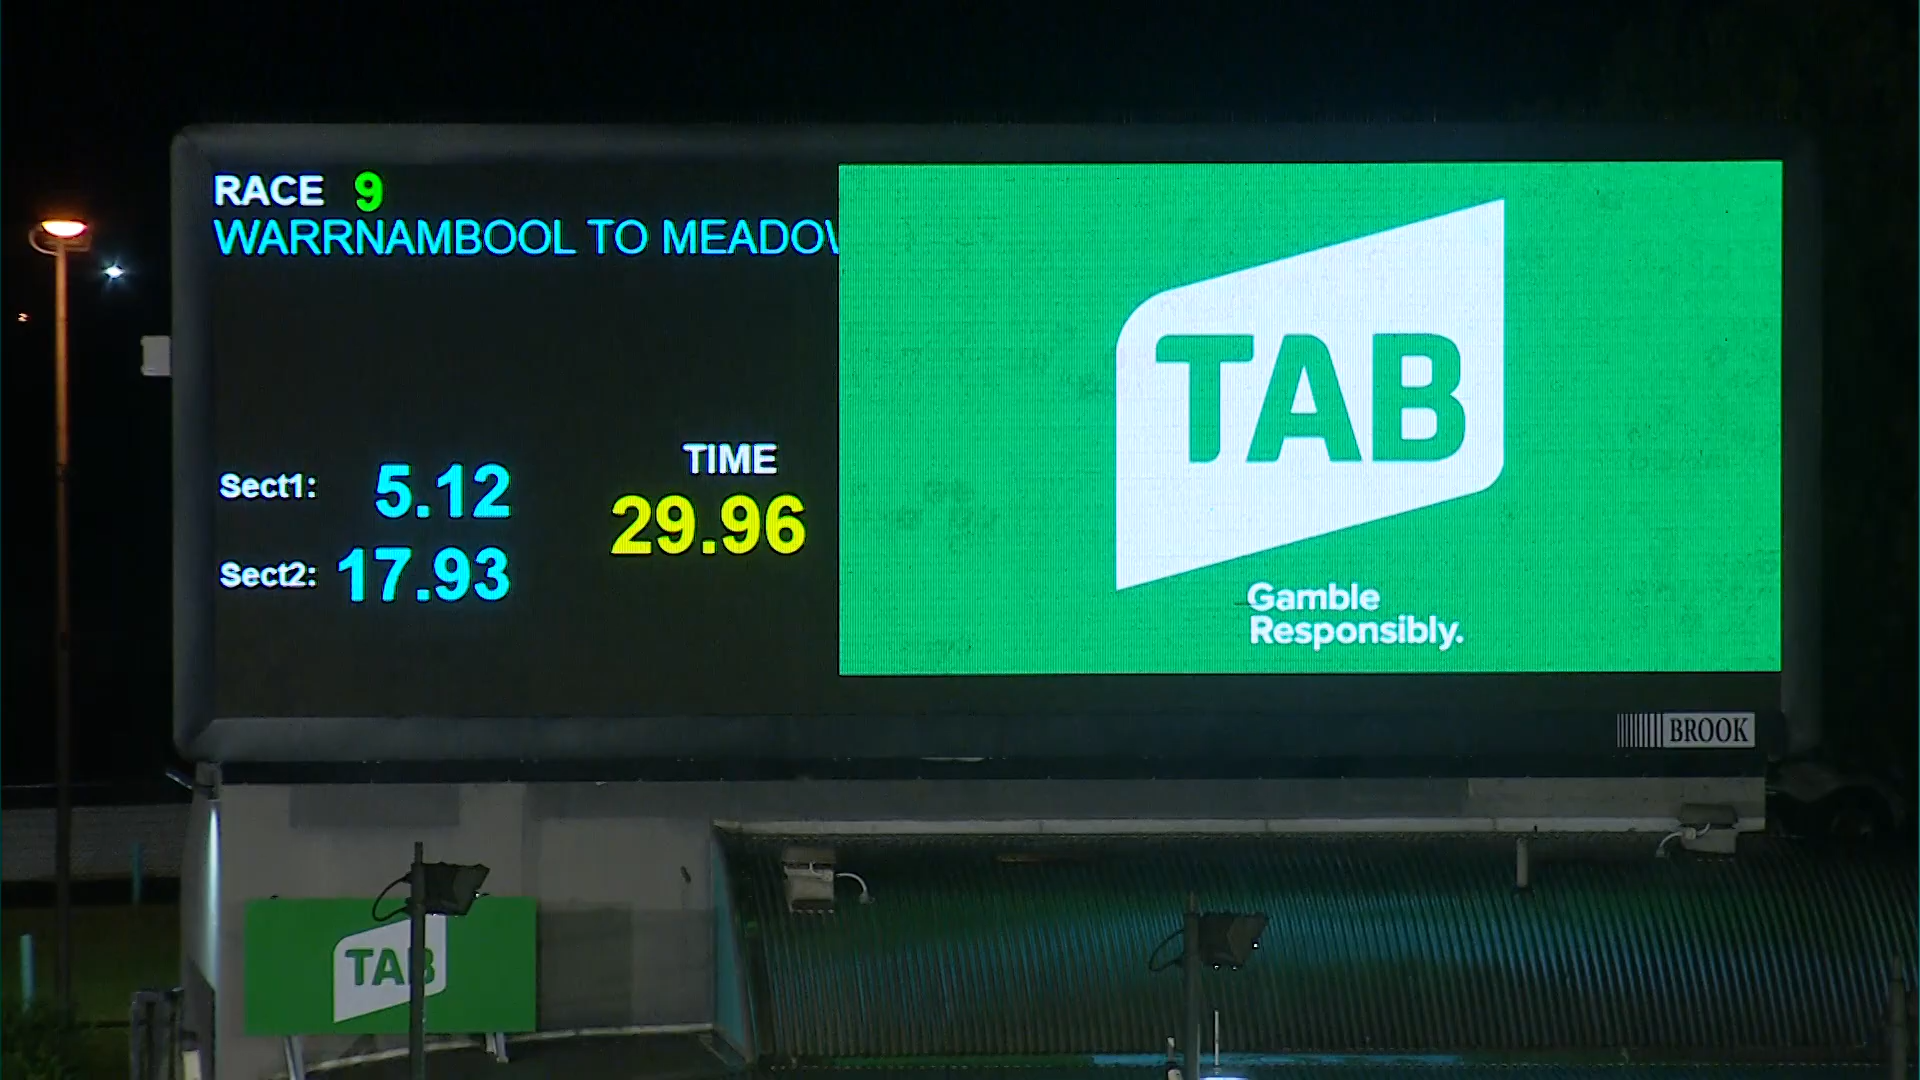 RACE 9
WARRNAMBOOL TO MEADOW
Sect1: 5.12
Sect2: 17.93
TIME
29.96
TAB
Gamble
Responsibly.
BROOK
TAB